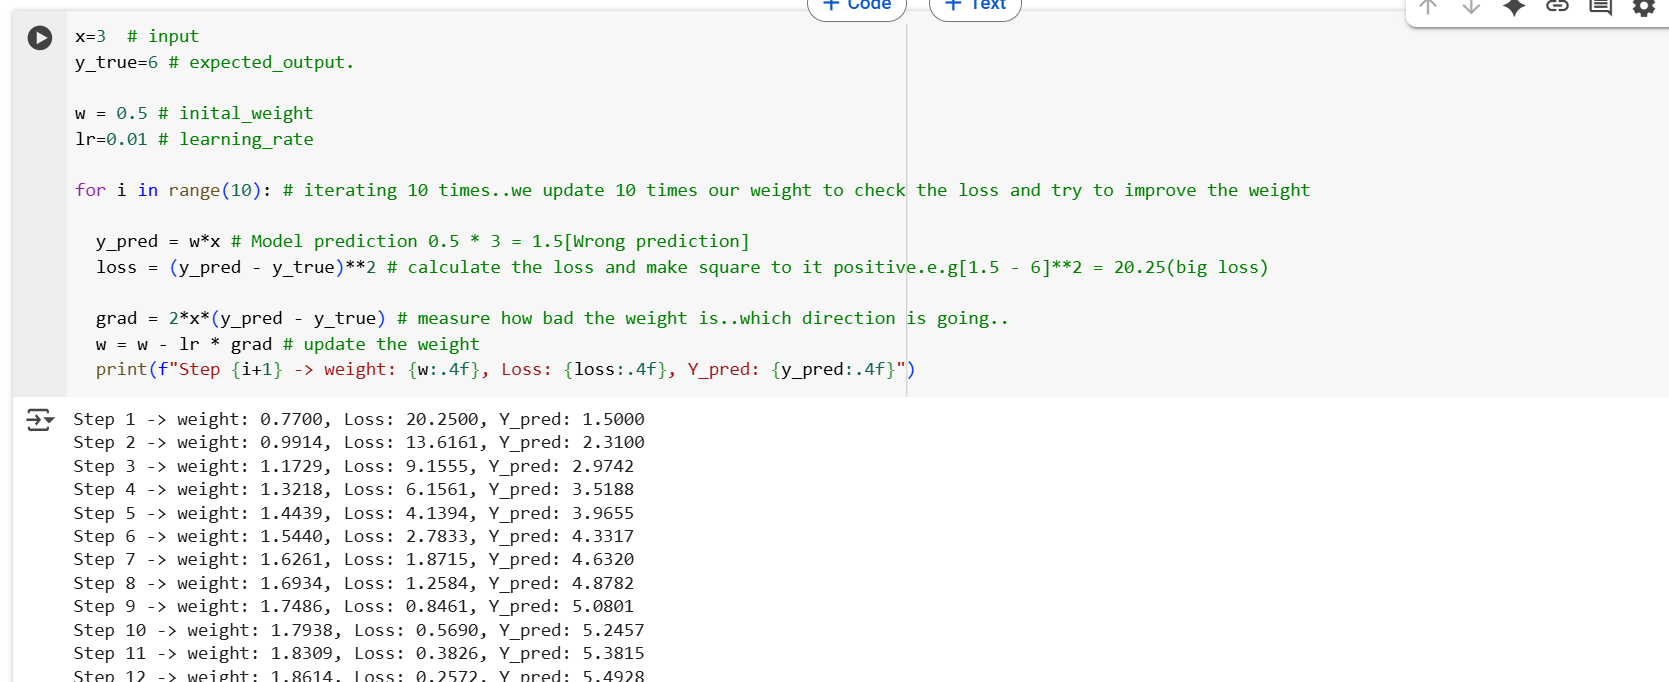 + Code + Text
x=3  # input
y_true=6 # expected_output.
w = 0.5 # inital_weight
lr=0.01 # learning_rate
for i in range(10): # iterating 10 times..we update 10 times our weight to check the loss and try to improve the weight
  y_pred = w*x # Model prediction 0.5 * 3 = 1.5[Wrong prediction]
  loss = (y_pred - y_true)**2 # calculate the loss and make square to it positive.e.g[1.5 - 6]**2 = 20.25(big loss)
  grad = 2*x*(y_pred - y_true) # measure how bad the weight is..which direction is going..
  w = w - lr * grad # update the weight
  print(f"Step {i+1} -> weight: {w:.4f}, Loss: {loss:.4f}, Y_pred: {y_pred:.4f}")
Step 1 -> weight: 0.7700, Loss: 20.2500, Y_pred: 1.5000
Step 2 -> weight: 0.9914, Loss: 13.6161, Y_pred: 2.3100
Step 3 -> weight: 1.1729, Loss: 9.1555, Y_pred: 2.9742
Step 4 -> weight: 1.3218, Loss: 6.1561, Y_pred: 3.5188
Step 5 -> weight: 1.4439, Loss: 4.1394, Y_pred: 3.9655
Step 6 -> weight: 1.5440, Loss: 2.7833, Y_pred: 4.3317
Step 7 -> weight: 1.6261, Loss: 1.8715, Y_pred: 4.6320
Step 8 -> weight: 1.6934, Loss: 1.2584, Y_pred: 4.8782
Step 9 -> weight: 1.7486, Loss: 0.8461, Y_pred: 5.0801
Step 10 -> weight: 1.7938, Loss: 0.5690, Y_pred: 5.2457
Step 11 -> weight: 1.8309, Loss: 0.3826, Y_pred: 5.3815
Step 12 -> weight: 1.8614, Loss: 0.2572, Y_pred: 5.4928